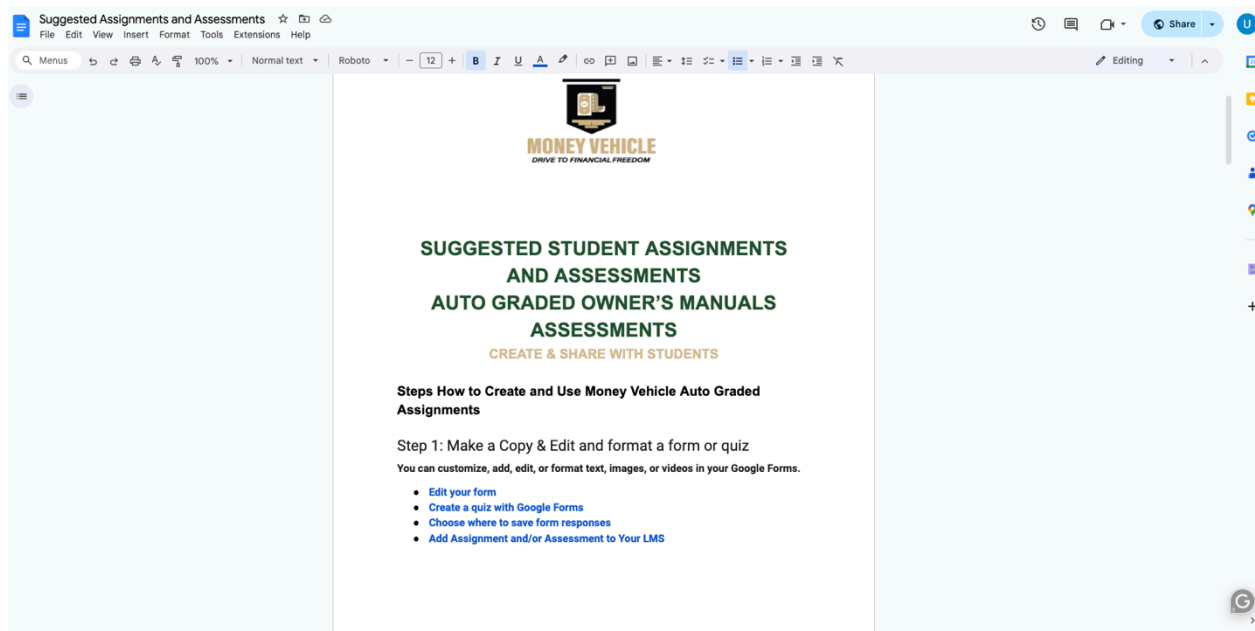 Suggested Assignments and Assessments
File Edit View Insert Format Tools Extensions Help
Share
U
Menus
100%
Normal text
Roboto
12
B I U A
Editing
MONEY VEHICLE
DRIVE TO FINANCIAL FREEDOM
SUGGESTED STUDENT ASSIGNMENTS
AND ASSESSMENTS
AUTO GRADED OWNER’S MANUALS
ASSESSMENTS
CREATE & SHARE WITH STUDENTS
Steps How to Create and Use Money Vehicle Auto Graded
Assignments
Step 1: Make a Copy & Edit and format a form or quiz
You can customize, add, edit, or format text, images, or videos in your Google Forms.
● Edit your form
● Create a quiz with Google Forms
● Choose where to save form responses
● Add Assignment and/or Assessment to Your LMS